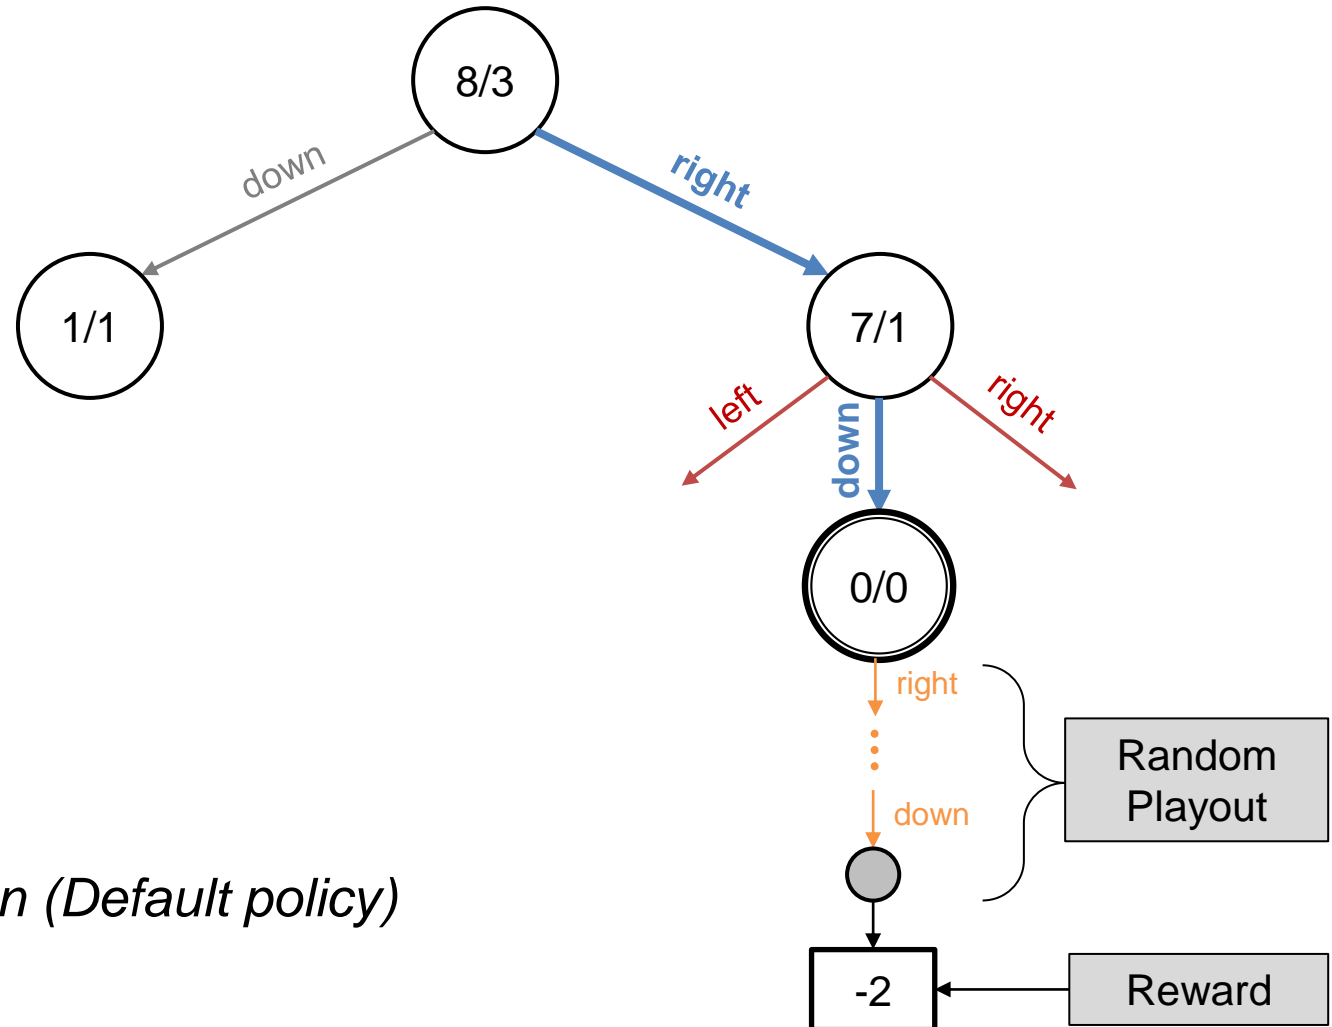 8/3
down
right
1/1
7/1
left
down
right
0/0
right
down
Random
Playout
n (Default policy)
-2
Reward